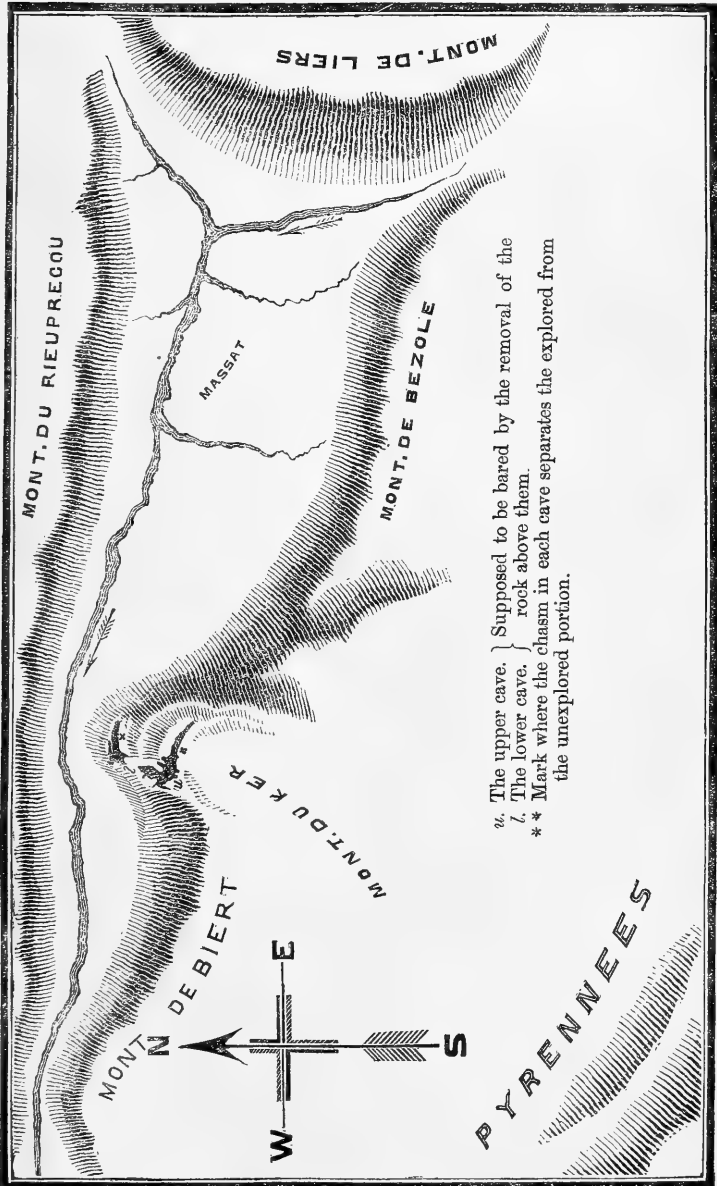 MONT. DU RIEUPREGOU
MONT. DE LIERS
MASSAT
MONT. DE BEZOLE
MONT. DU KER
MONT DE BIERT
N
W E
S
PYRENNEES
u. The upper cave. } Supposed to be bared by the removal of the
l. The lower cave. } rock above them.
* * Mark where the chasm in each cave separates the explored from
the unexplored portion.